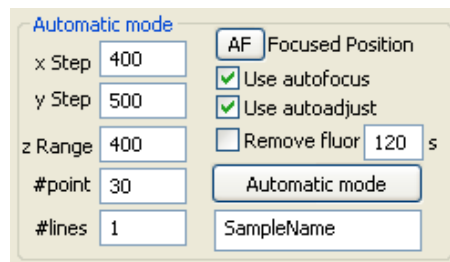 Automatic mode
x Step 400
y Step 500
z Range 400
#point 30
#lines 1
AF Focused Position
Use autofocus
Use autoadjust
Remove fluor 120 s
Automatic mode
SampleName